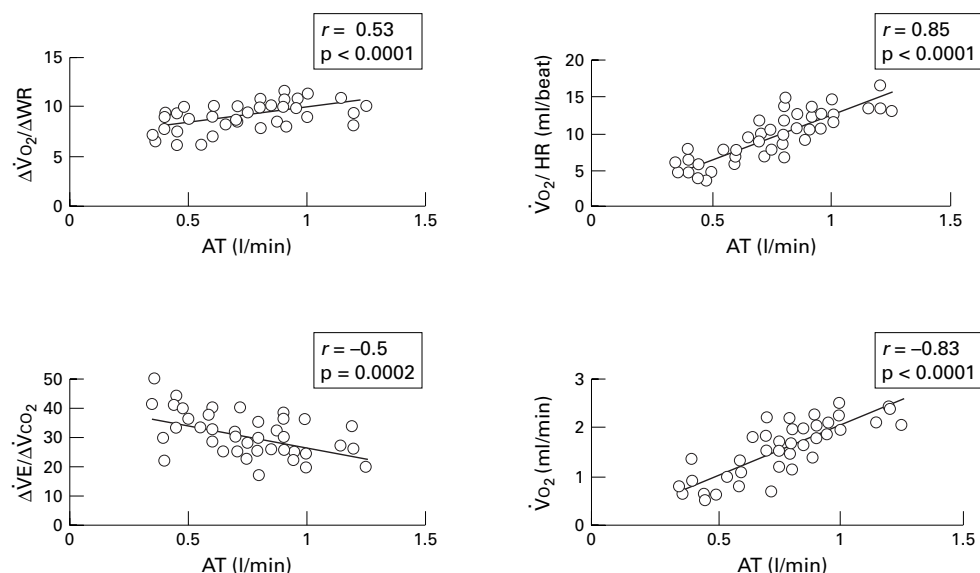 r = 0.53
p < 0.0001
ΔV̇O₂/ΔWR
15
10
5
0
0
0.5
1
1.5
AT (l/min)
r = 0.85
p < 0.0001
V̇O₂/ HR (ml/beat)
20
15
10
5
0
0
0.5
1
1.5
AT (l/min)
r = –0.5
p = 0.0002
ΔV̇E/ΔV̇CO₂
50
40
30
20
10
0
0
0.5
1
1.5
AT (l/min)
r = –0.83
p < 0.0001
V̇O₂ (ml/min)
3
2
1
0
0
0.5
1
1.5
AT (l/min)